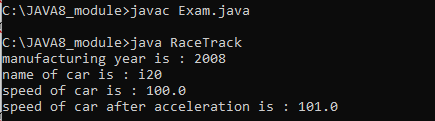 C:\JAVA8_module>javac Exam.java
C:\JAVA8_module>java RaceTrack
manufacturing year is : 2008
name of car is : i20
speed of car is : 100.0
speed of car after acceleration is : 101.0